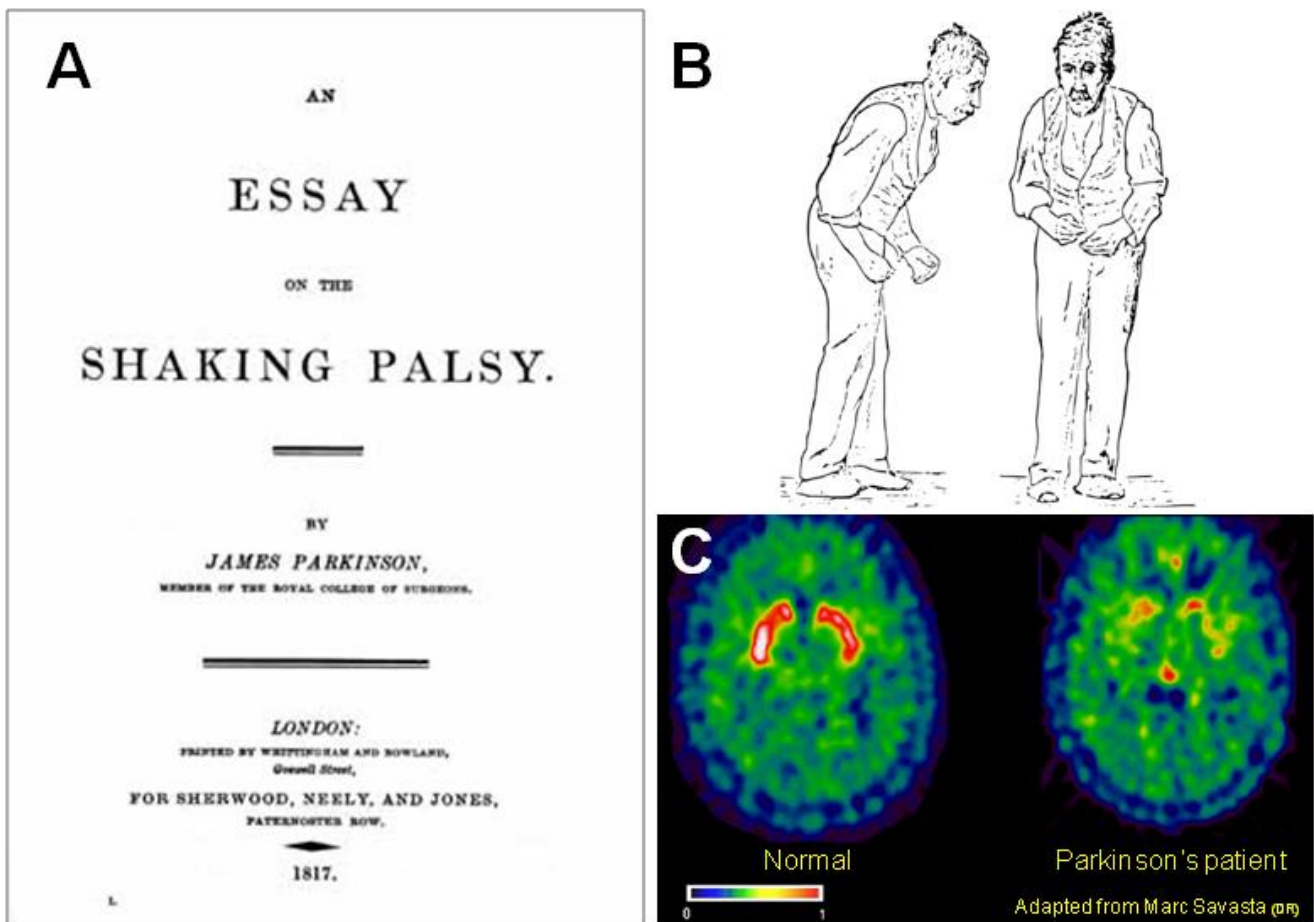 A
AN
ESSAY
ON THE
SHAKING PALSY.
BY
JAMES PARKINSON,
MEMBER OF THE ROYAL COLLEGE OF SURGEONS.
LONDON:
PRINTED BY WHITTINGHAM AND ROWLAND,
Goswell Street,
FOR SHERWOOD, NEELY, AND JONES,
PATERNOSTER ROW.
1817.
B
C
Normal
Parkinson's patient
0 1
Adapted from Marc Savasta (DR)